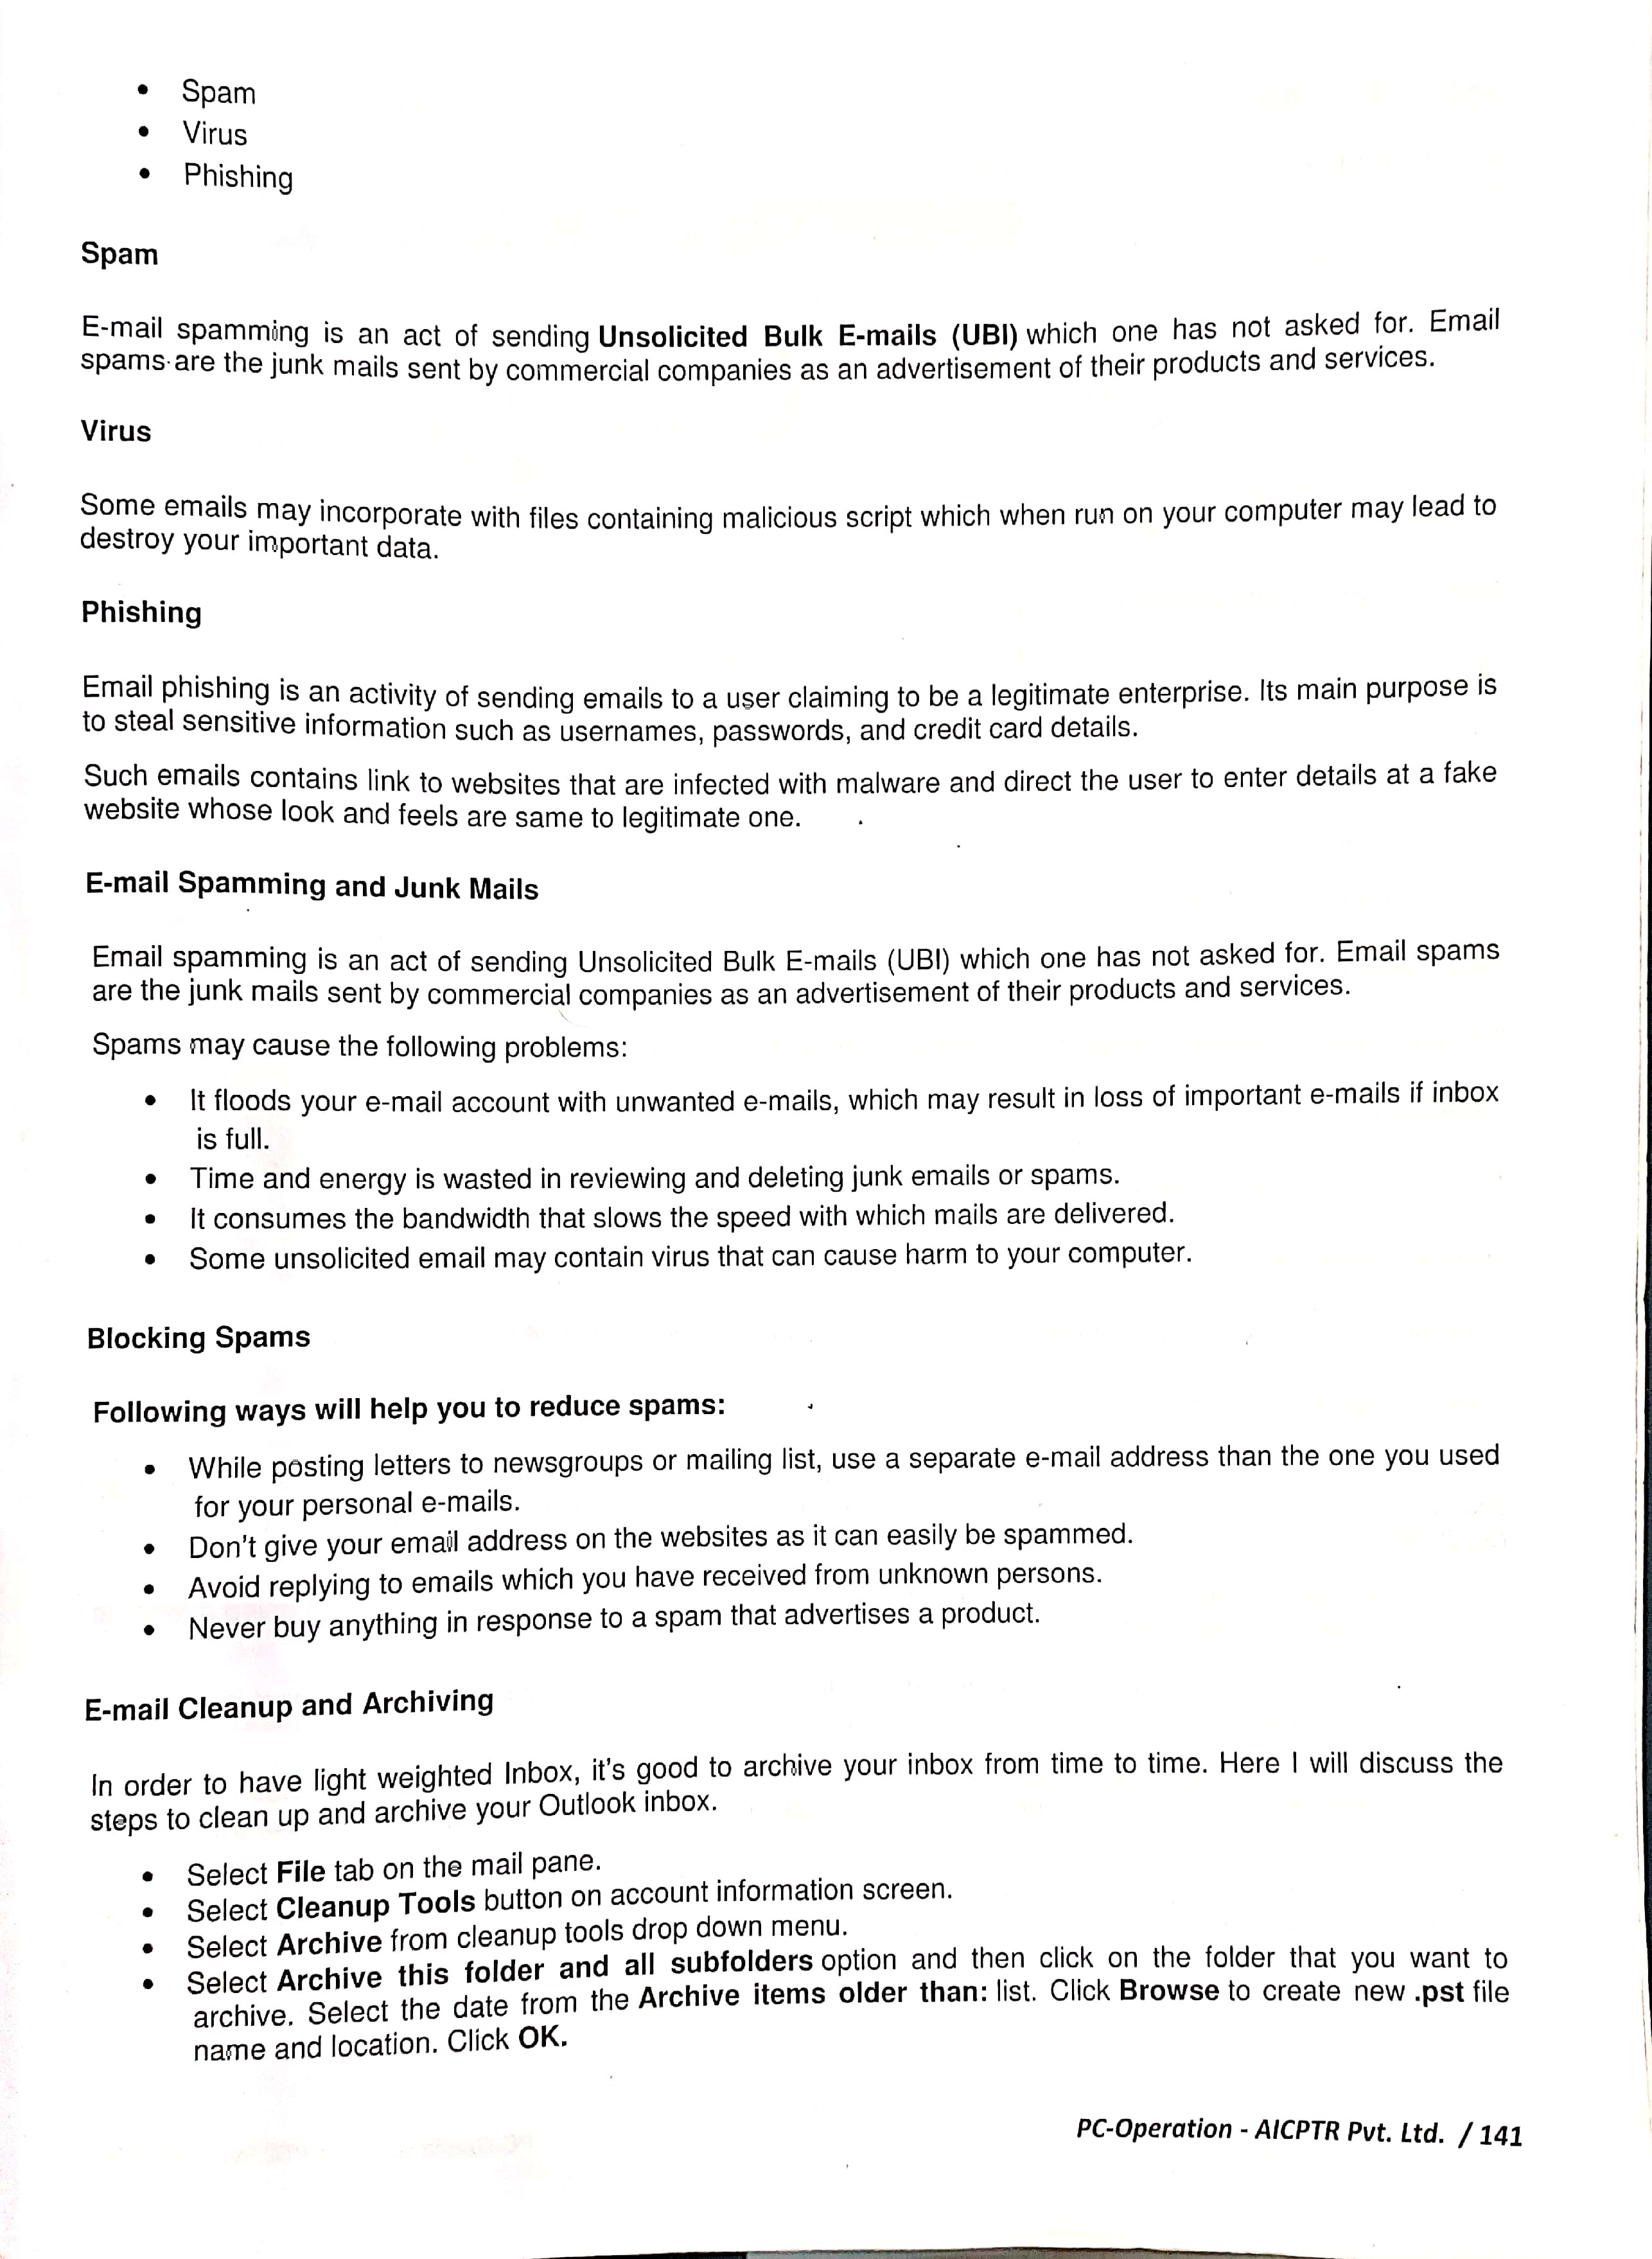 • Spam
• Virus
• Phishing
Spam
E-mail spamming is an act of sending Unsolicited Bulk E-mails (UBI) which one has not asked for. Email
spams are the junk mails sent by commercial companies as an advertisement of their products and services.
Virus
Some emails may incorporate with files containing malicious script which when run on your computer may lead to
destroy your important data.
Phishing
Email phishing is an activity of sending emails to a user claiming to be a legitimate enterprise. Its main purpose is
to steal sensitive information such as usernames, passwords, and credit card details.
Such emails contains link to websites that are infected with malware and direct the user to enter details at a fake
website whose look and feels are same to legitimate one.
E-mail Spamming and Junk Mails
Email spamming is an act of sending Unsolicited Bulk E-mails (UBI) which one has not asked for. Email spams
are the junk mails sent by commercial companies as an advertisement of their products and services.
Spams may cause the following problems:
• It floods your e-mail account with unwanted e-mails, which may result in loss of important e-mails if inbox
is full.
• Time and energy is wasted in reviewing and deleting junk emails or spams.
• It consumes the bandwidth that slows the speed with which mails are delivered.
• Some unsolicited email may contain virus that can cause harm to your computer.
Blocking Spams
Following ways will help you to reduce spams:
• While posting letters to newsgroups or mailing list, use a separate e-mail address than the one you used
for your personal e-mails.
• Don't give your email address on the websites as it can easily be spammed.
• Avoid replying to emails which you have received from unknown persons.
• Never buy anything in response to a spam that advertises a product.
E-mail Cleanup and Archiving
In order to have light weighted Inbox, it's good to archive your inbox from time to time. Here I will discuss the
steps to clean up and archive your Outlook inbox.
• Select File tab on the mail pane.
• Select Cleanup Tools button on account information screen.
• Select Archive from cleanup tools drop down menu.
• Select Archive this folder and all subfolders option and then click on the folder that you want to
archive. Select the date from the Archive items older than: list. Click Browse to create new .pst file
name and location. Click OK.
PC-Operation - AICPTR Pvt. Ltd. / 141